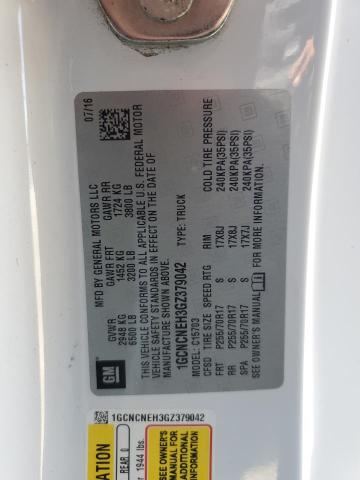 07/16
MFD BY GENERAL MOTORS LLC
GVWR GAWR FRT GAWR RR
2948 KG 1452 KG 1724 KG
6500 LB 3200 LB 3800 LB
THIS VEHICLE CONFORMS TO ALL APPLICABLE U.S. FEDERAL MOTOR
VEHICLE SAFETY STANDARDS IN EFFECT ON THE DATE OF
MANUFACTURE SHOWN ABOVE.
GM
1GCNCNEH3GZ379042 TYPE: TRUCK
MODEL: C15703
CFSD TIRE SIZE SPEED RTG RIM COLD TIRE PRESSURE
FRT P255/70R17 S 17X8J 240KPA(35PSI)
RR P255/70R17 S 17X8J 240KPA(35PSI)
SPA P255/70R17 S 17X7J 240KPA(35PSI)
SEE OWNER'S MANUAL FOR MORE INFORMATION.
GM
1GCNCNEH3GZ379042
REAR 0
1944 lbs.
SEE OWNER'S
MANUAL FOR
ADDITIONAL